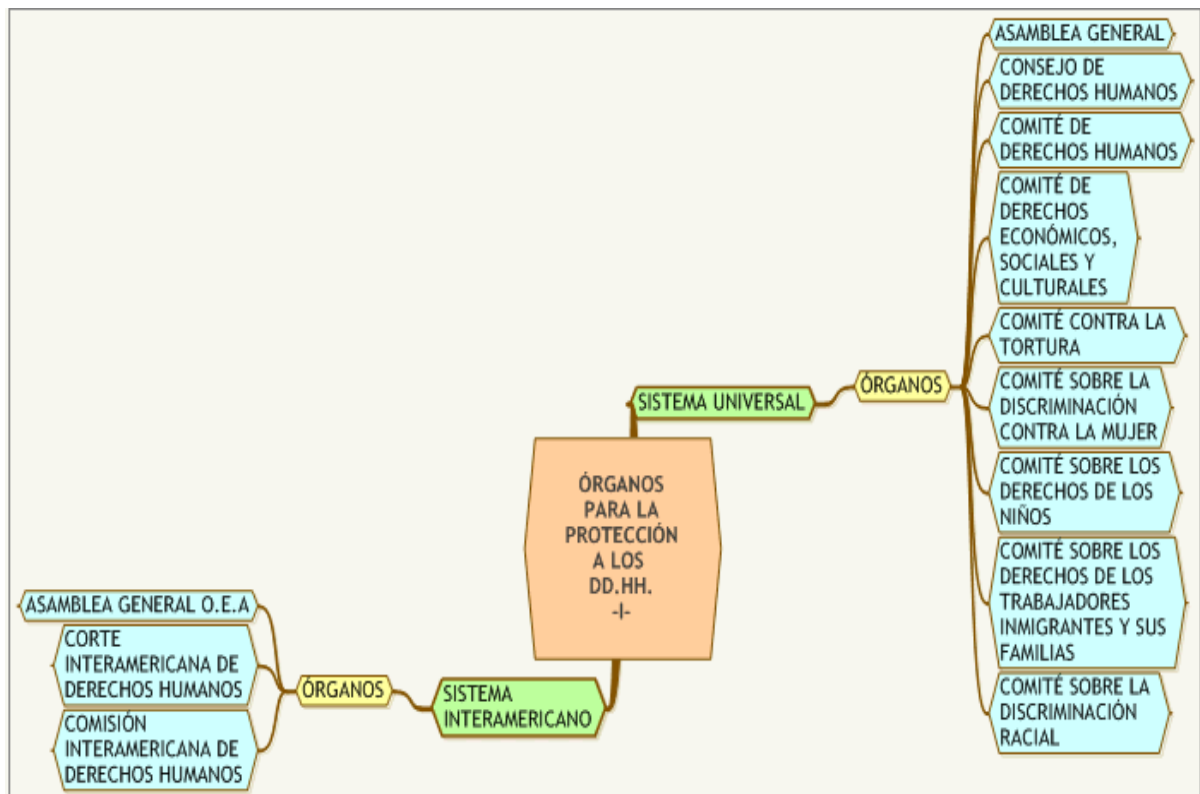 ÓRGANOS
PARA LA
PROTECCIÓN
A LOS
DD.HH.
-I-
SISTEMA UNIVERSAL
ÓRGANOS
ASAMBLEA GENERAL
CONSEJO DE
DERECHOS HUMANOS
COMITÉ DE
DERECHOS HUMANOS
COMITÉ DE
DERECHOS
ECONÓMICOS,
SOCIALES Y
CULTURALES
COMITÉ CONTRA LA
TORTURA
COMITÉ SOBRE LA
DISCRIMINACIÓN
CONTRA LA MUJER
COMITÉ SOBRE LOS
DERECHOS DE LOS
NIÑOS
COMITÉ SOBRE LOS
DERECHOS DE LOS
TRABAJADORES
INMIGRANTES Y SUS
FAMILIAS
COMITÉ SOBRE LA
DISCRIMINACIÓN
RACIAL
SISTEMA
INTERAMERICANO
ÓRGANOS
ASAMBLEA GENERAL O.E.A
CORTE
INTERAMERICANA DE
DERECHOS HUMANOS
COMISIÓN
INTERAMERICANA DE
DERECHOS HUMANOS